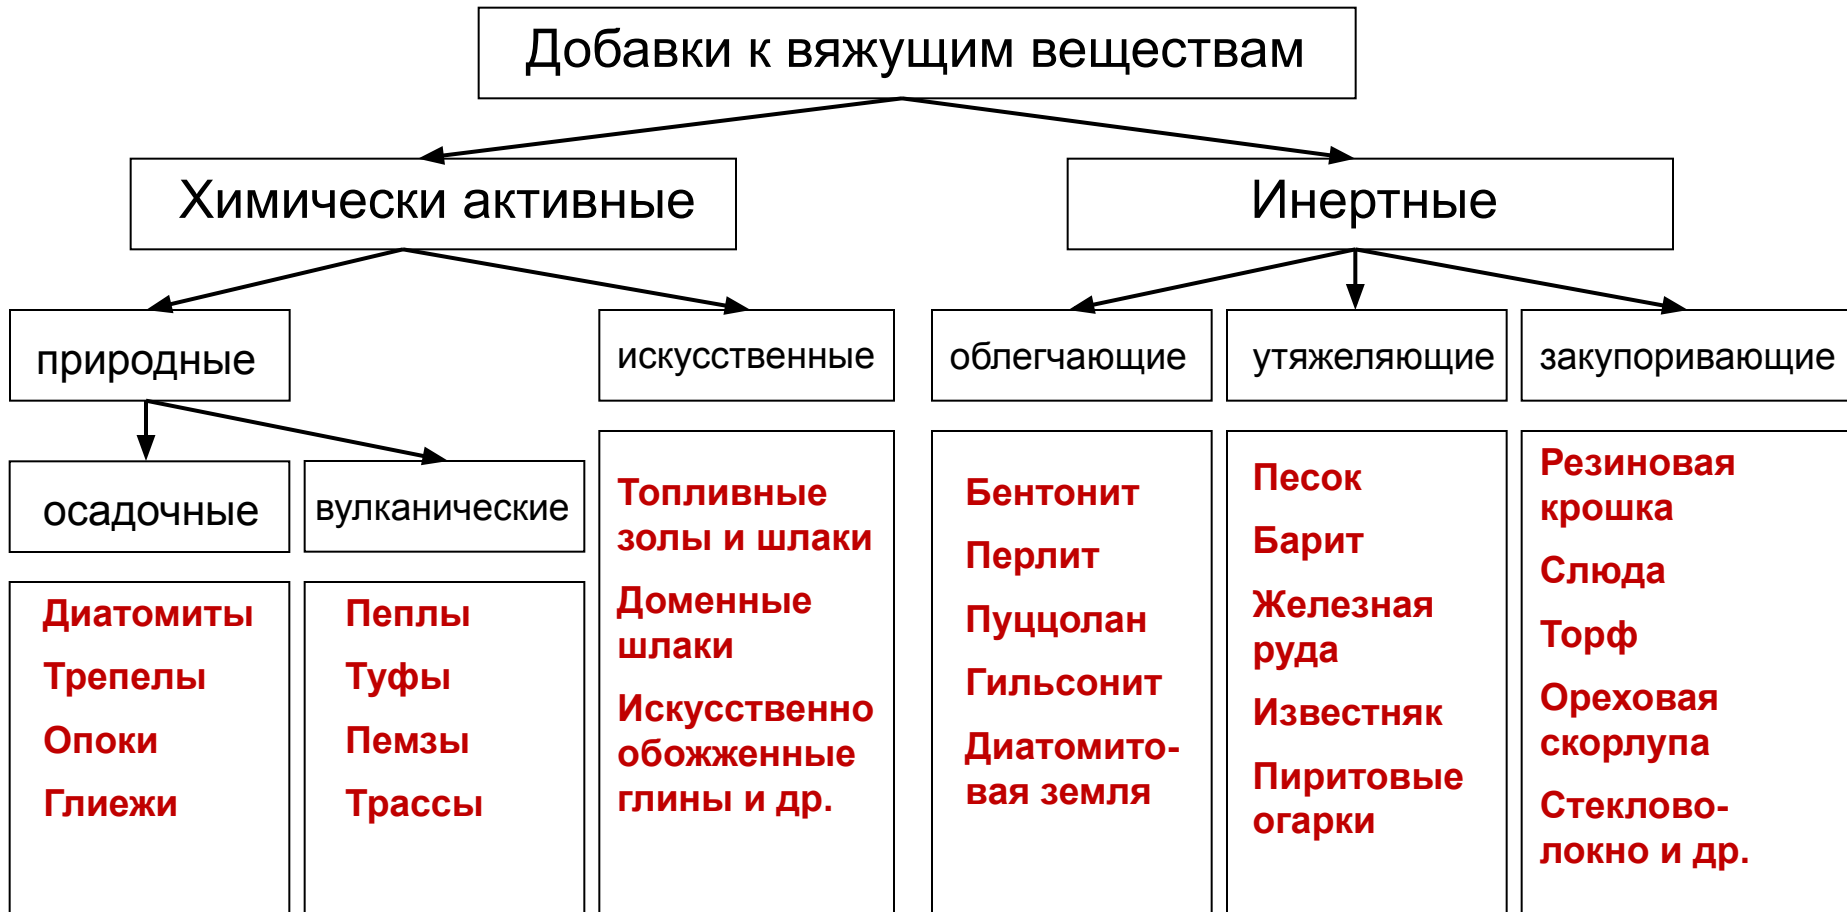 Добавки к вяжущим веществам
Химически активные
Инертные
природные
искусственные
облегчающие
утяжеляющие
закупоривающие
осадочные
вулканические
Диатомиты
Трепелы
Опоки
Глиежи
Пеплы
Туфы
Пемзы
Трассы
Топливные
золы и шлаки
Доменные
шлаки
Искусственно
обожженные
глины и др.
Бентонит
Перлит
Пуццолан
Гильсонит
Диатомито-
вая земля
Песок
Барит
Железная
руда
Известняк
Пиритовые
огарки
Резиновая
крошка
Слюда
Торф
Ореховая
скорлупа
Стеклово-
локно и др.